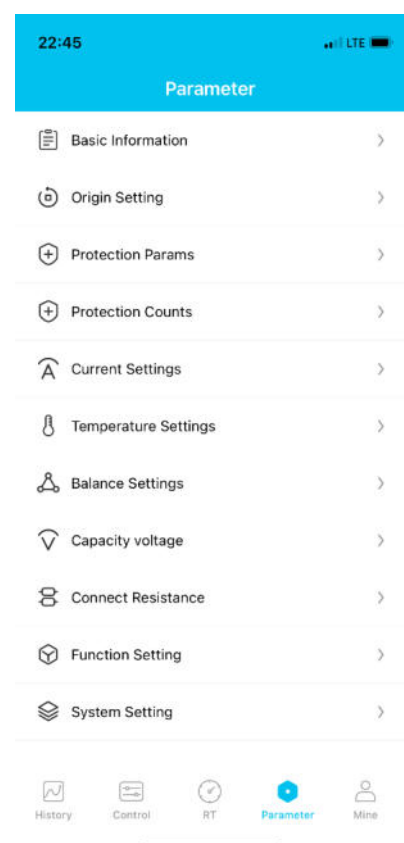 22:45 LTE
Parameter
Basic Information
Origin Setting
Protection Params
Protection Counts
Current Settings
Temperature Settings
Balance Settings
Capacity voltage
Connect Resistance
Function Setting
System Setting
History Control RT Parameter Mine